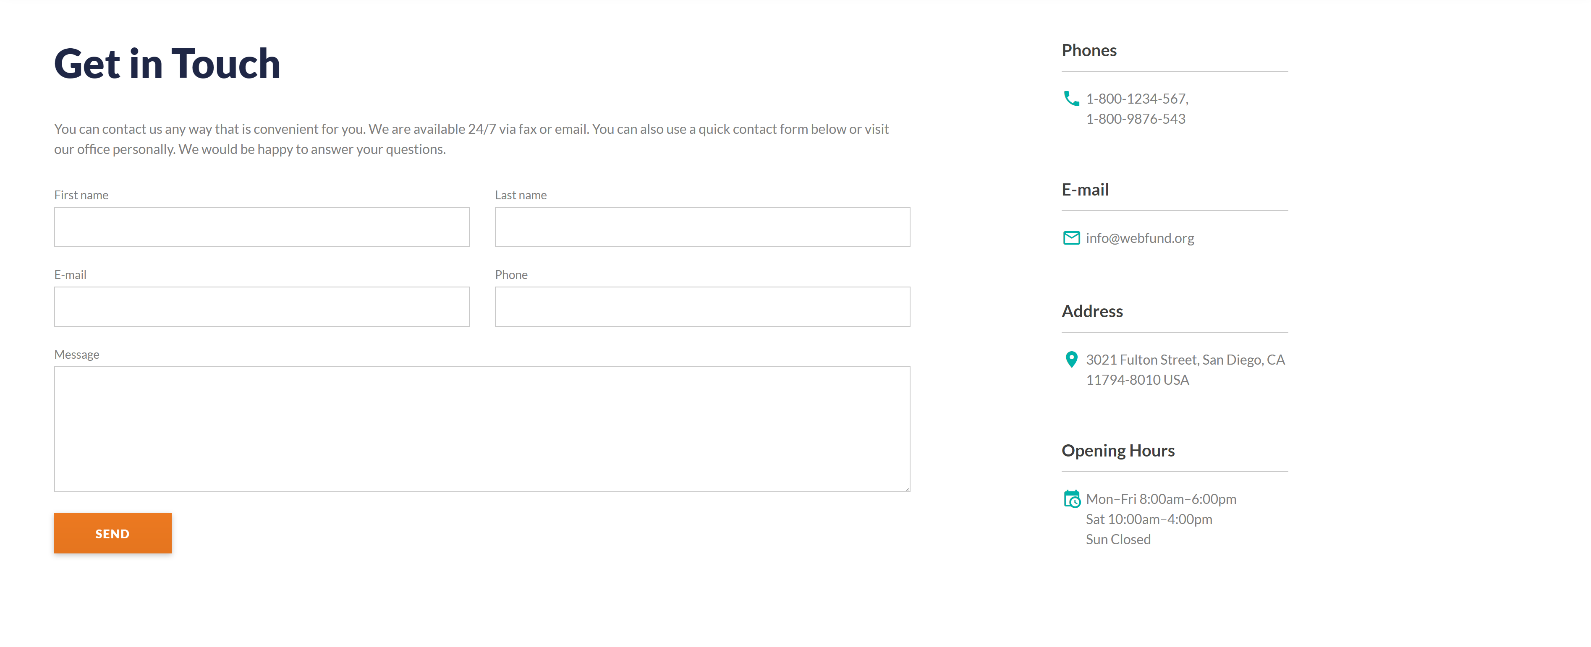 Get in Touch
You can contact us any way that is convenient for you. We are available 24/7 via fax or email. You can also use a quick contact form below or visit
our office personally. We would be happy to answer your questions.
First name
Last name
E-mail
Phone
Message
SEND
Phones
1-800-1234-567,
1-800-9876-543
E-mail
info@webfund.org
Address
3021 Fulton Street, San Diego, CA
11794-8010 USA
Opening Hours
Mon–Fri 8:00am–6:00pm
Sat 10:00am–4:00pm
Sun Closed